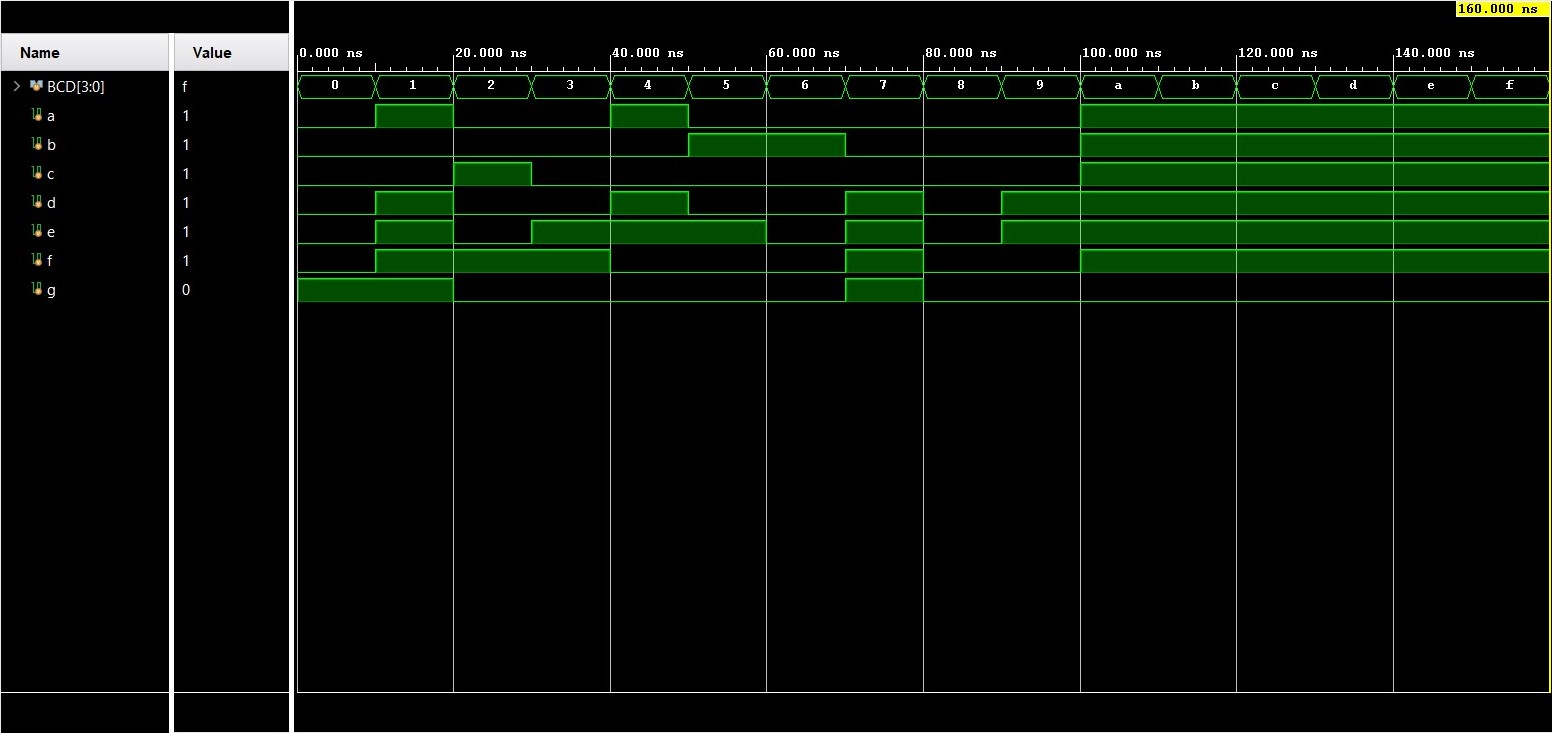 160.000 ns
Name Value 0.000 ns 20.000 ns 40.000 ns 60.000 ns 80.000 ns 100.000 ns 120.000 ns 140.000 ns
BCD[3:0] f 0 1 2 3 4 5 6 7 8 9 a b c d e f
a 1
b 1
c 1
d 1
e 1
f 1
g 0